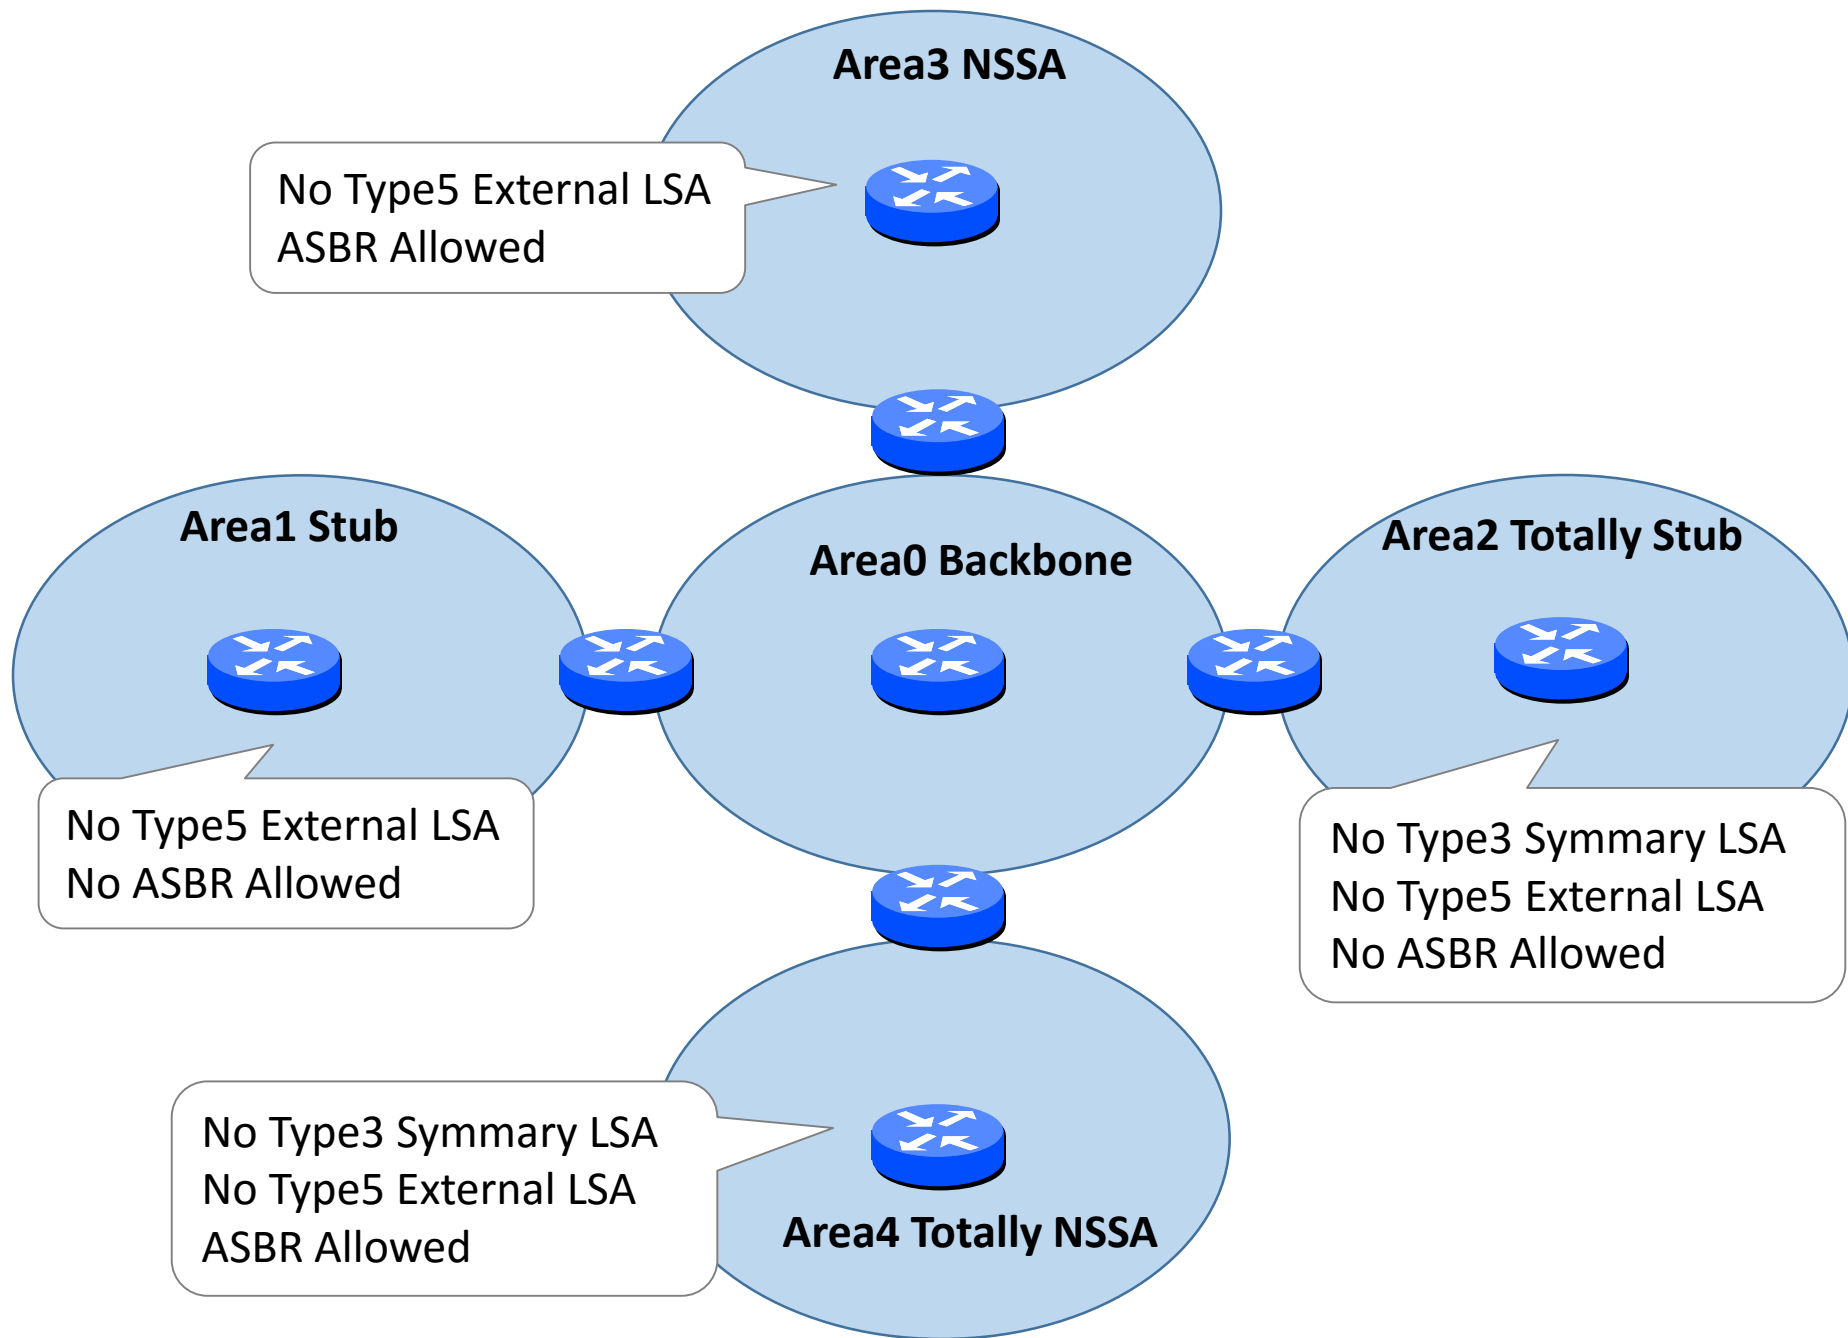 Area3 NSSA
No Type5 External LSA
ASBR Allowed
Area1 Stub
Area0 Backbone
Area2 Totally Stub
No Type5 External LSA
No ASBR Allowed
No Type3 Symmary LSA
No Type5 External LSA
No ASBR Allowed
No Type3 Symmary LSA
No Type5 External LSA
ASBR Allowed
Area4 Totally NSSA